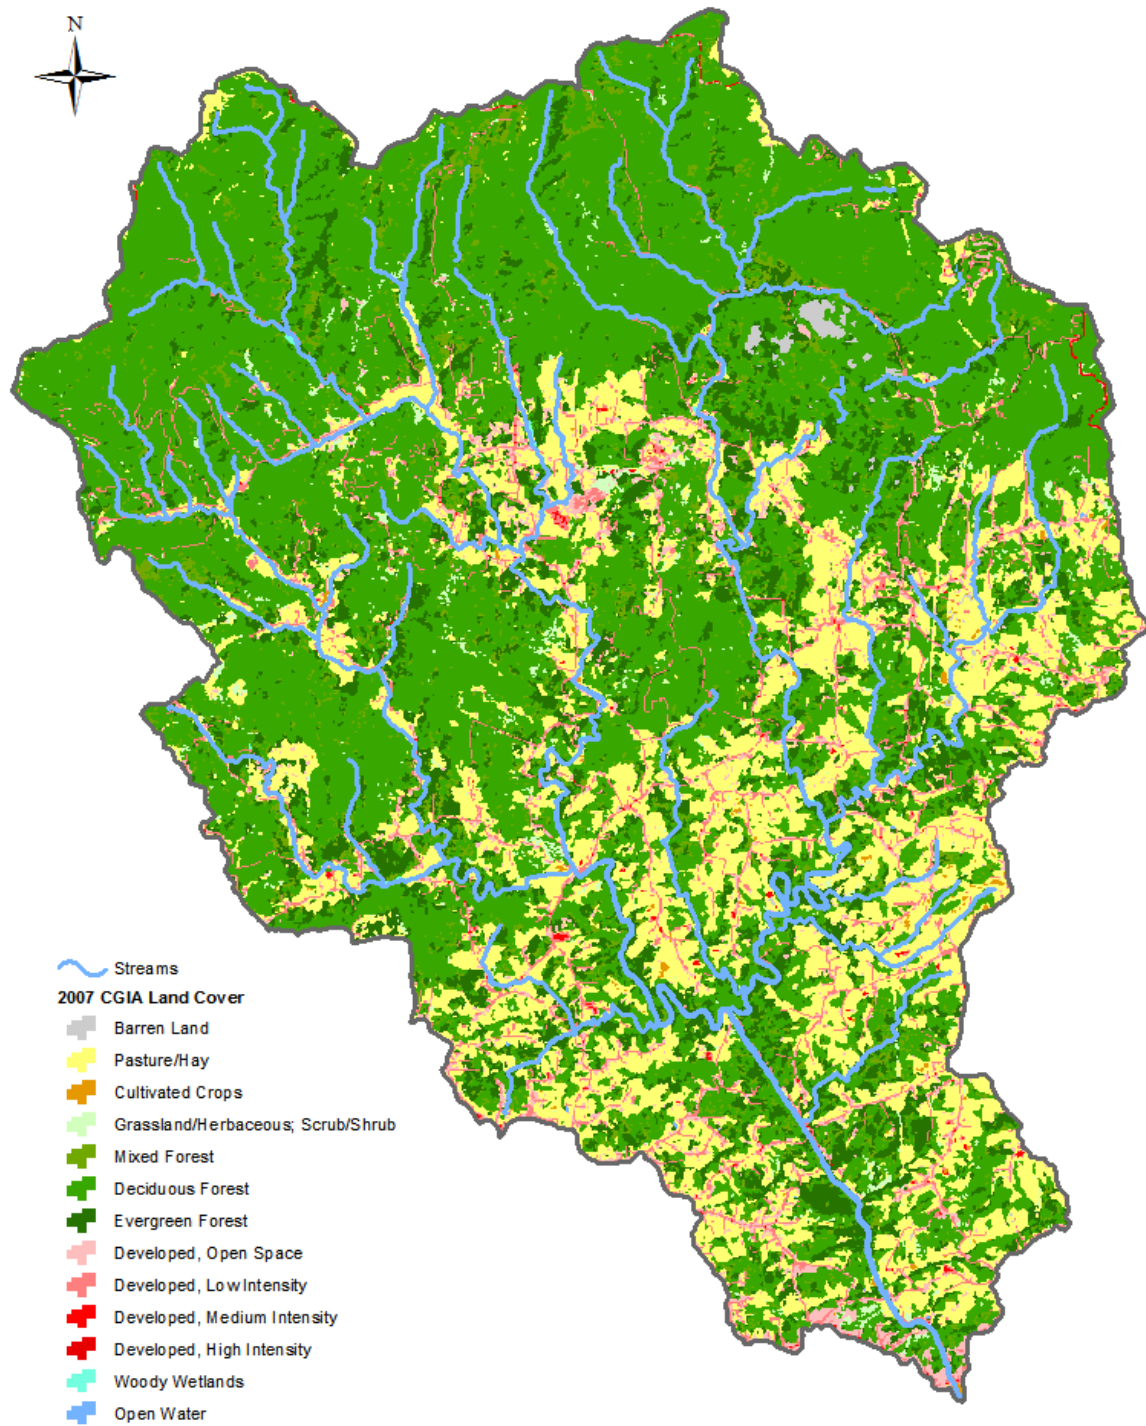 N
Streams
2007 CGIA Land Cover
Barren Land
Pasture/Hay
Cultivated Crops
Grassland/Herbaceous; Scrub/Shrub
Mixed Forest
Deciduous Forest
Evergreen Forest
Developed, Open Space
Developed, Low Intensity
Developed, Medium Intensity
Developed, High Intensity
Woody Wetlands
Open Water